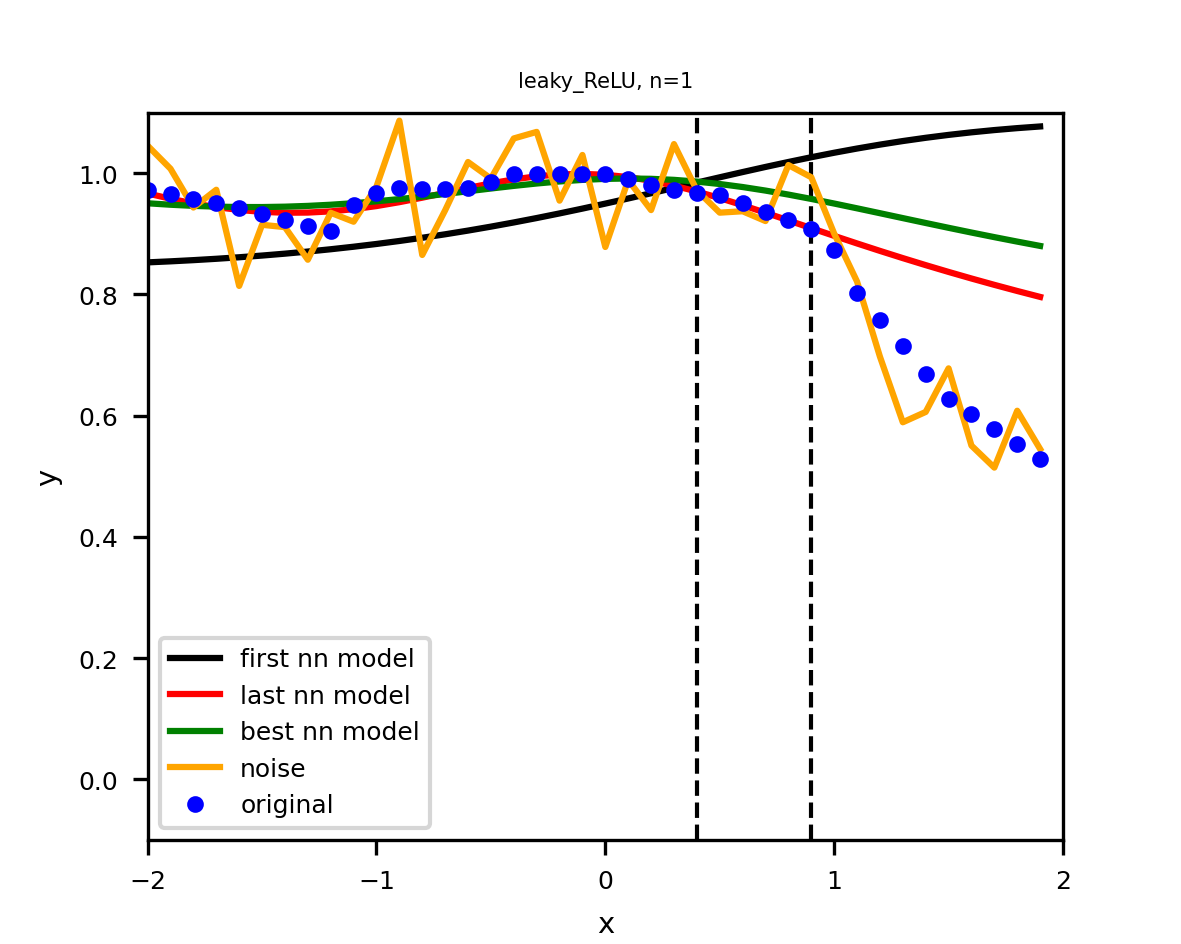 leaky_ReLU, n=1
1.0
0.8
0.6
0.4
0.2
0.0
y
first nn model
last nn model
best nn model
noise
original
−2
−1
0
1
2
x